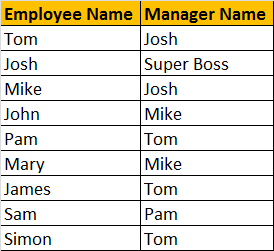 Employee Name Manager Name
Tom Josh
Josh Super Boss
Mike Josh
John Mike
Pam Tom
Mary Mike
James Tom
Sam Pam
Simon Tom